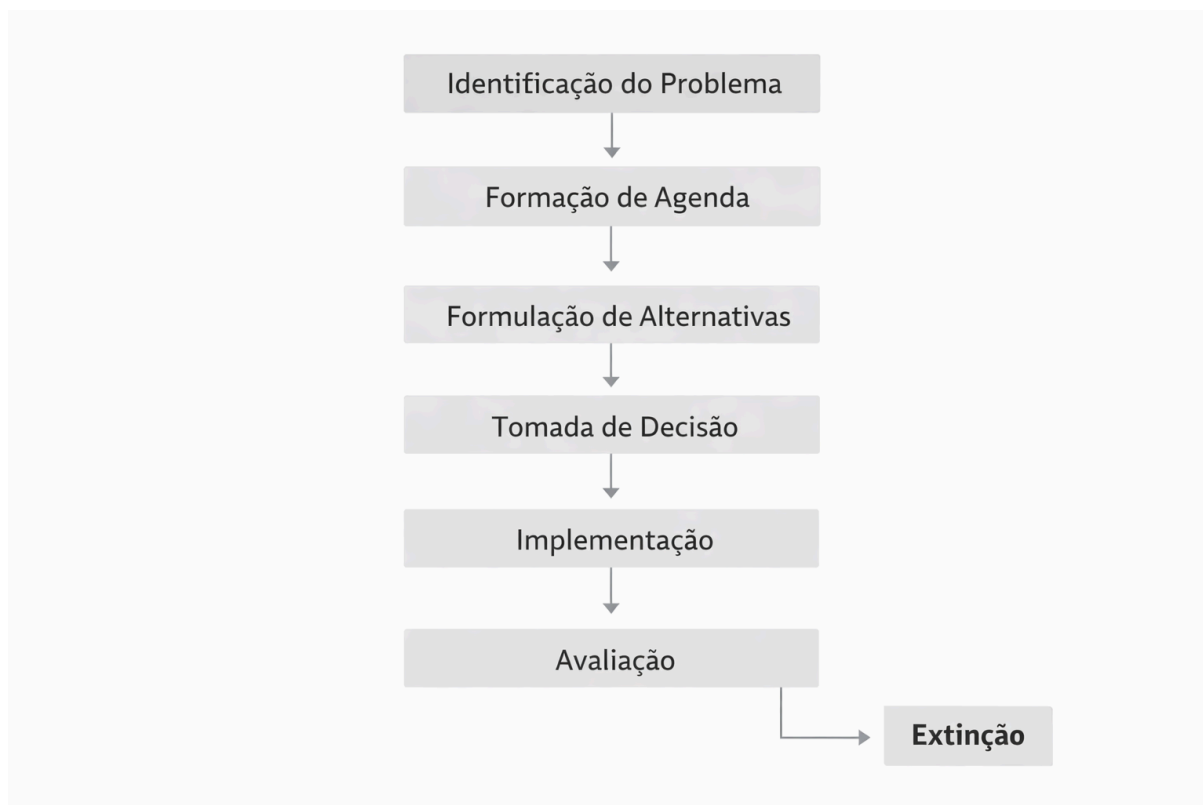 Identificação do Problema
Formação de Agenda
Formulação de Alternativas
Tomada de Decisão
Implementação
Avaliação
Extinção